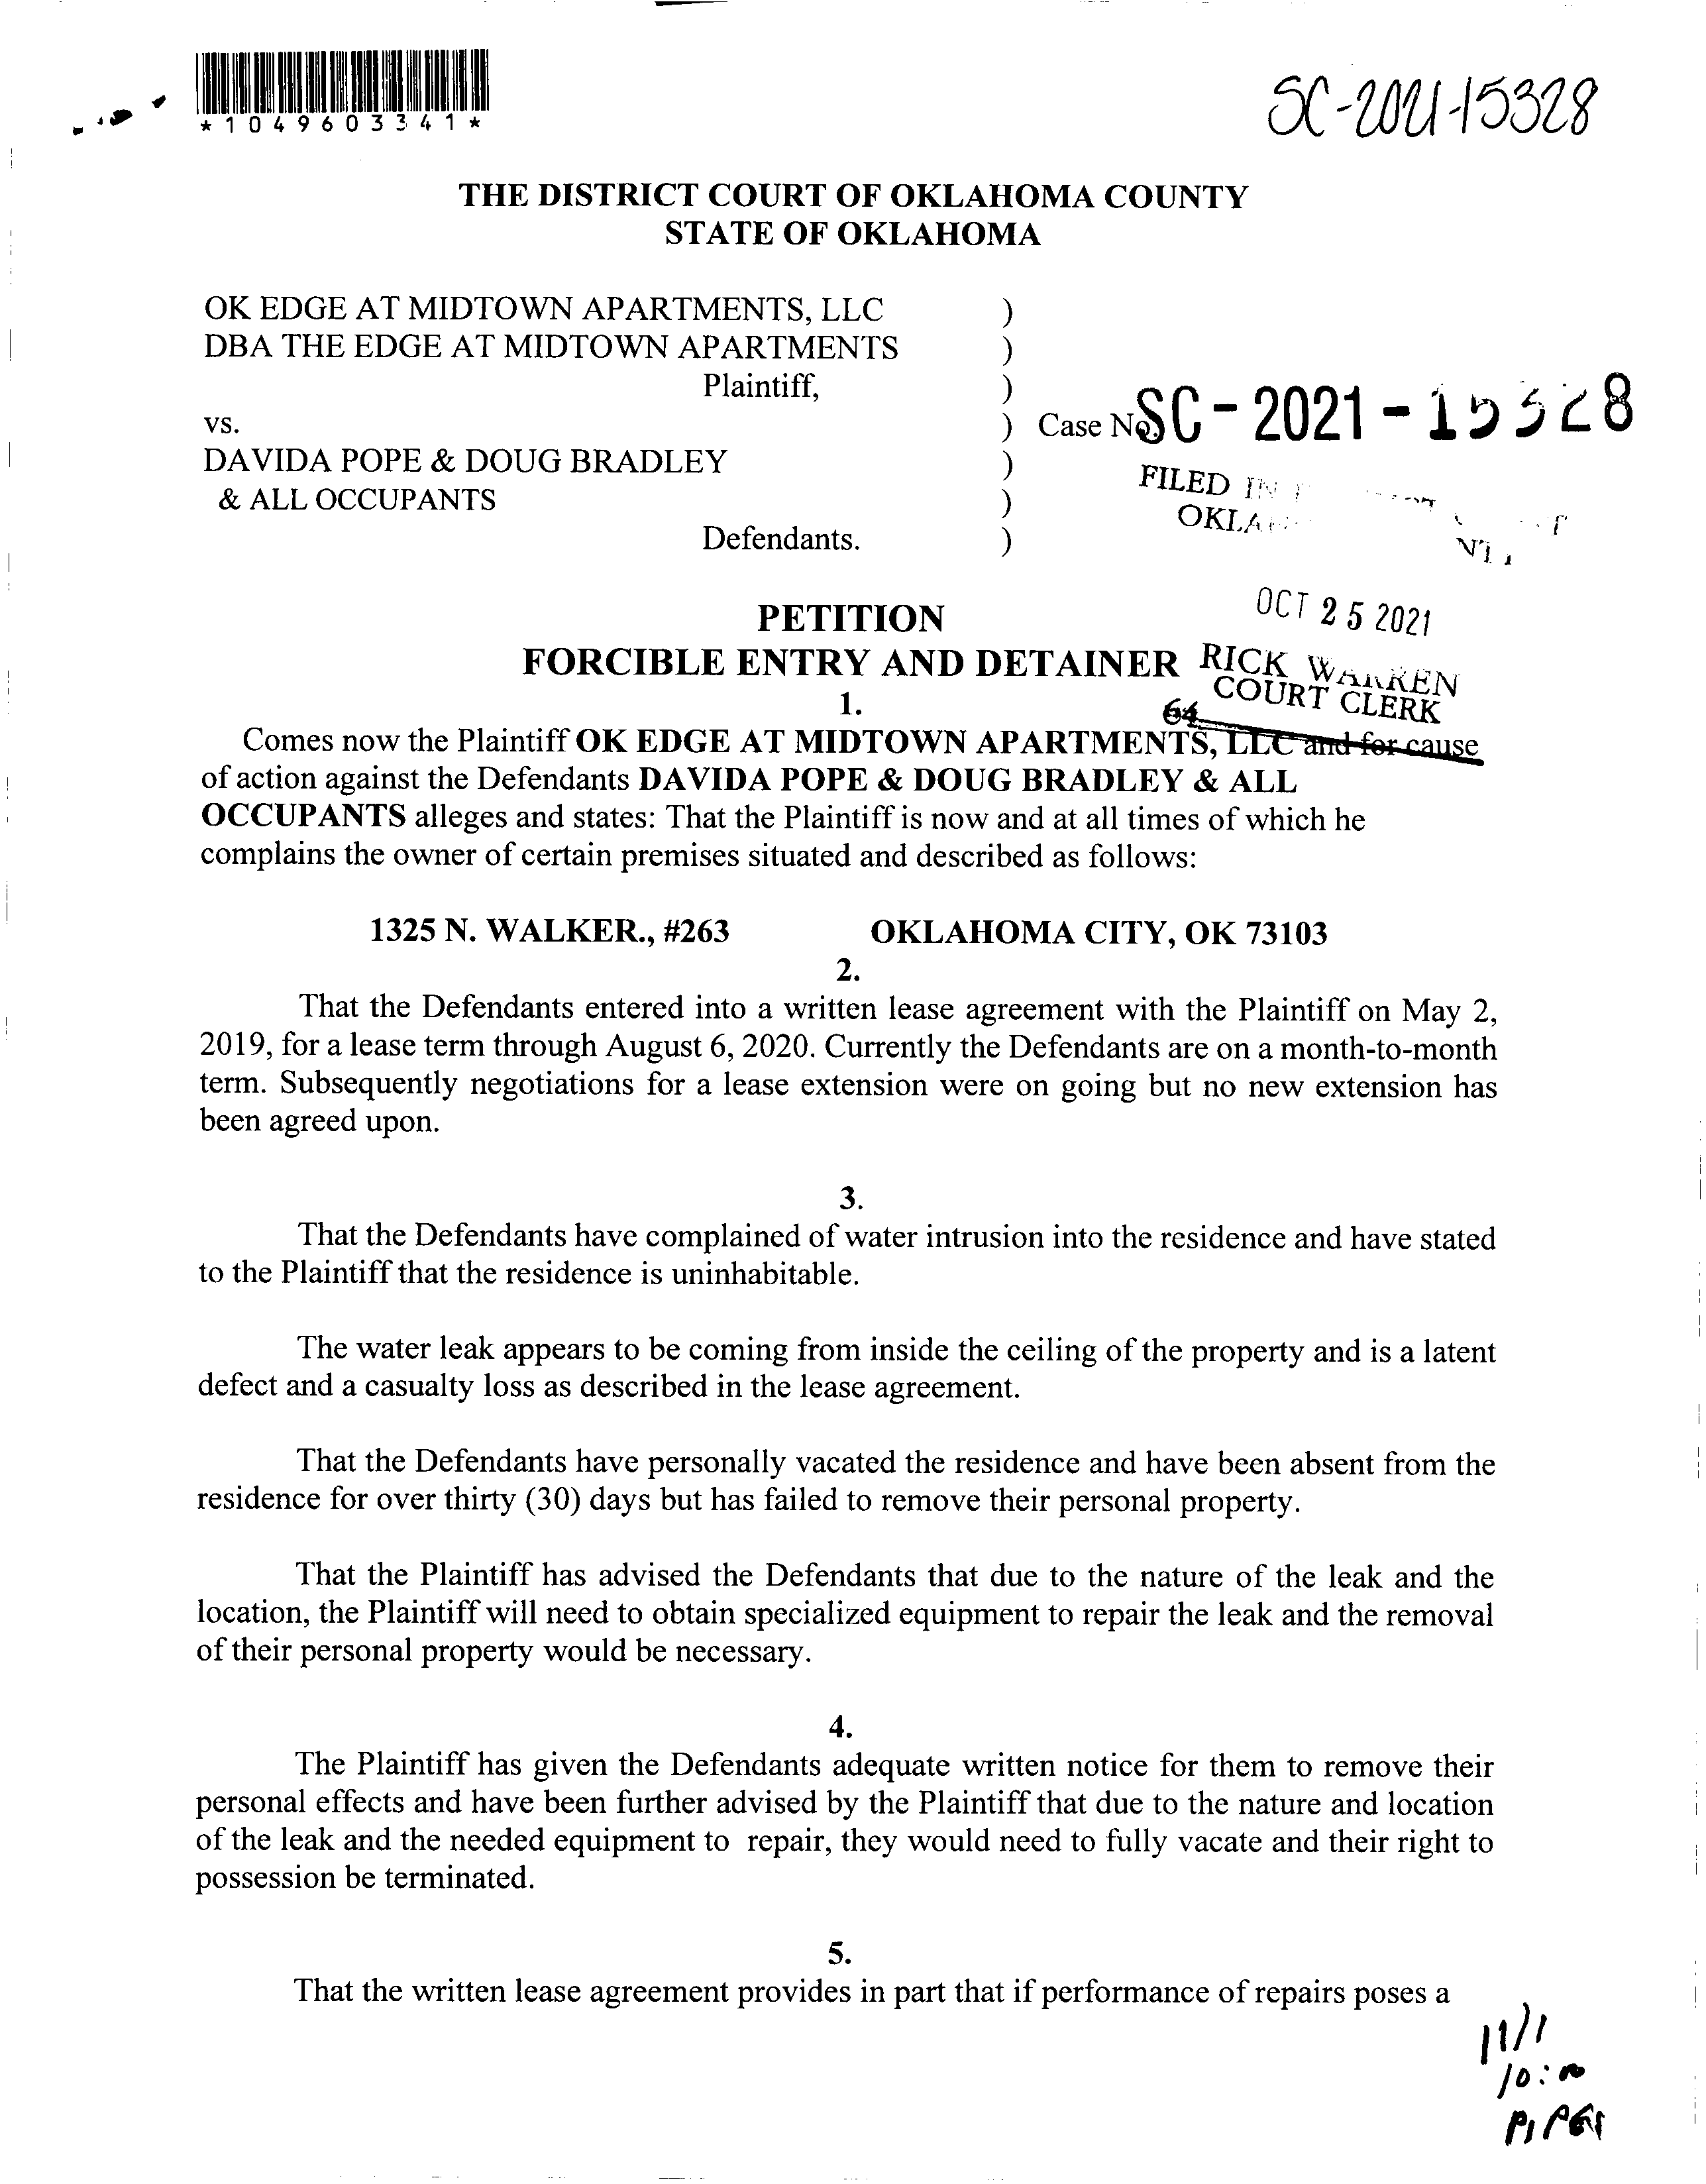 *1049603341*
SC-2021-15328
THE DISTRICT COURT OF OKLAHOMA COUNTY
STATE OF OKLAHOMA
OK EDGE AT MIDTOWN APARTMENTS, LLC )
DBA THE EDGE AT MIDTOWN APARTMENTS )
Plaintiff, )
vs. ) Case No. SC-2021-15328
DAVIDA POPE & DOUG BRADLEY )
& ALL OCCUPANTS )
Defendants. )
FILED IN
OCT 25 2021
PETITION
FORCIBLE ENTRY AND DETAINER
RICK WARREN
COURT CLERK
1.
64
Comes now the Plaintiff OK EDGE AT MIDTOWN APARTMENTS, LLC and for cause
of action against the Defendants DAVIDA POPE & DOUG BRADLEY & ALL
OCCUPANTS alleges and states: That the Plaintiff is now and at all times of which he
complains the owner of certain premises situated and described as follows:
1325 N. WALKER., #263 OKLAHOMA CITY, OK 73103
2.
That the Defendants entered into a written lease agreement with the Plaintiff on May 2,
2019, for a lease term through August 6, 2020. Currently the Defendants are on a month-to-month
term. Subsequently negotiations for a lease extension were on going but no new extension has
been agreed upon.
3.
That the Defendants have complained of water intrusion into the residence and have stated
to the Plaintiff that the residence is uninhabitable.
The water leak appears to be coming from inside the ceiling of the property and is a latent
defect and a casualty loss as described in the lease agreement.
That the Defendants have personally vacated the residence and have been absent from the
residence for over thirty (30) days but has failed to remove their personal property.
That the Plaintiff has advised the Defendants that due to the nature of the leak and the
location, the Plaintiff will need to obtain specialized equipment to repair the leak and the removal
of their personal property would be necessary.
4.
The Plaintiff has given the Defendants adequate written notice for them to remove their
personal effects and have been further advised by the Plaintiff that due to the nature and location
of the leak and the needed equipment to repair, they would need to fully vacate and their right to
possession be terminated.
5.
That the written lease agreement provides in part that if performance of repairs poses a
11/1
10:00